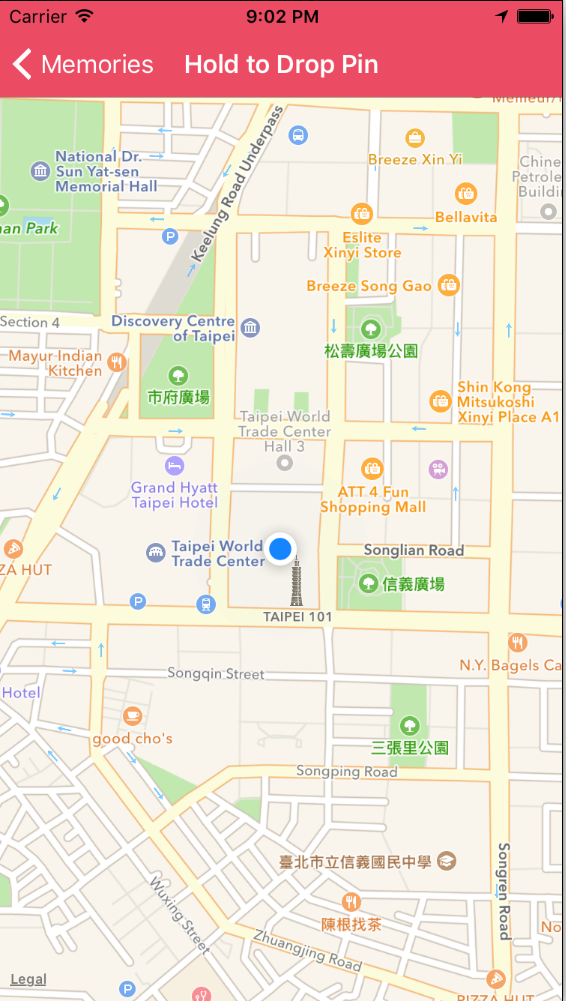 Carrier
9:02 PM
Memories
Hold to Drop Pin
Keelung Road Underpass
National Dr.
Sun Yat-sen
Memorial Hall
Breeze Xin Yi
Chine
Petrole
Buildi
Bellavita
P
an Park
Eslite
Xinyi Store
Breeze Song Gao
Section 4
Discovery Centre
of Taipei
松壽廣場公園
Mayur Indian
Kitchen
市府廣場
Shin Kong
Mitsukoshi
Xinyi Place A1
Taipei World
Trade Center
Hall 3
Grand Hyatt
Taipei Hotel
ATT 4 Fun
Shopping Mall
Taipei World
Trade Center
Songlian Road
ZZA HUT
信義廣場
P
TAIPEI 101
N.Y. Bagels Ca
Songqin Street
Hotel
good cho's
三張里公園
Songping Road
臺北市立信義國民中學
Songren Road
Wuxing Street
陳根找茶
No
Zhuangjing Road
Legal
P
PIZZA HUT